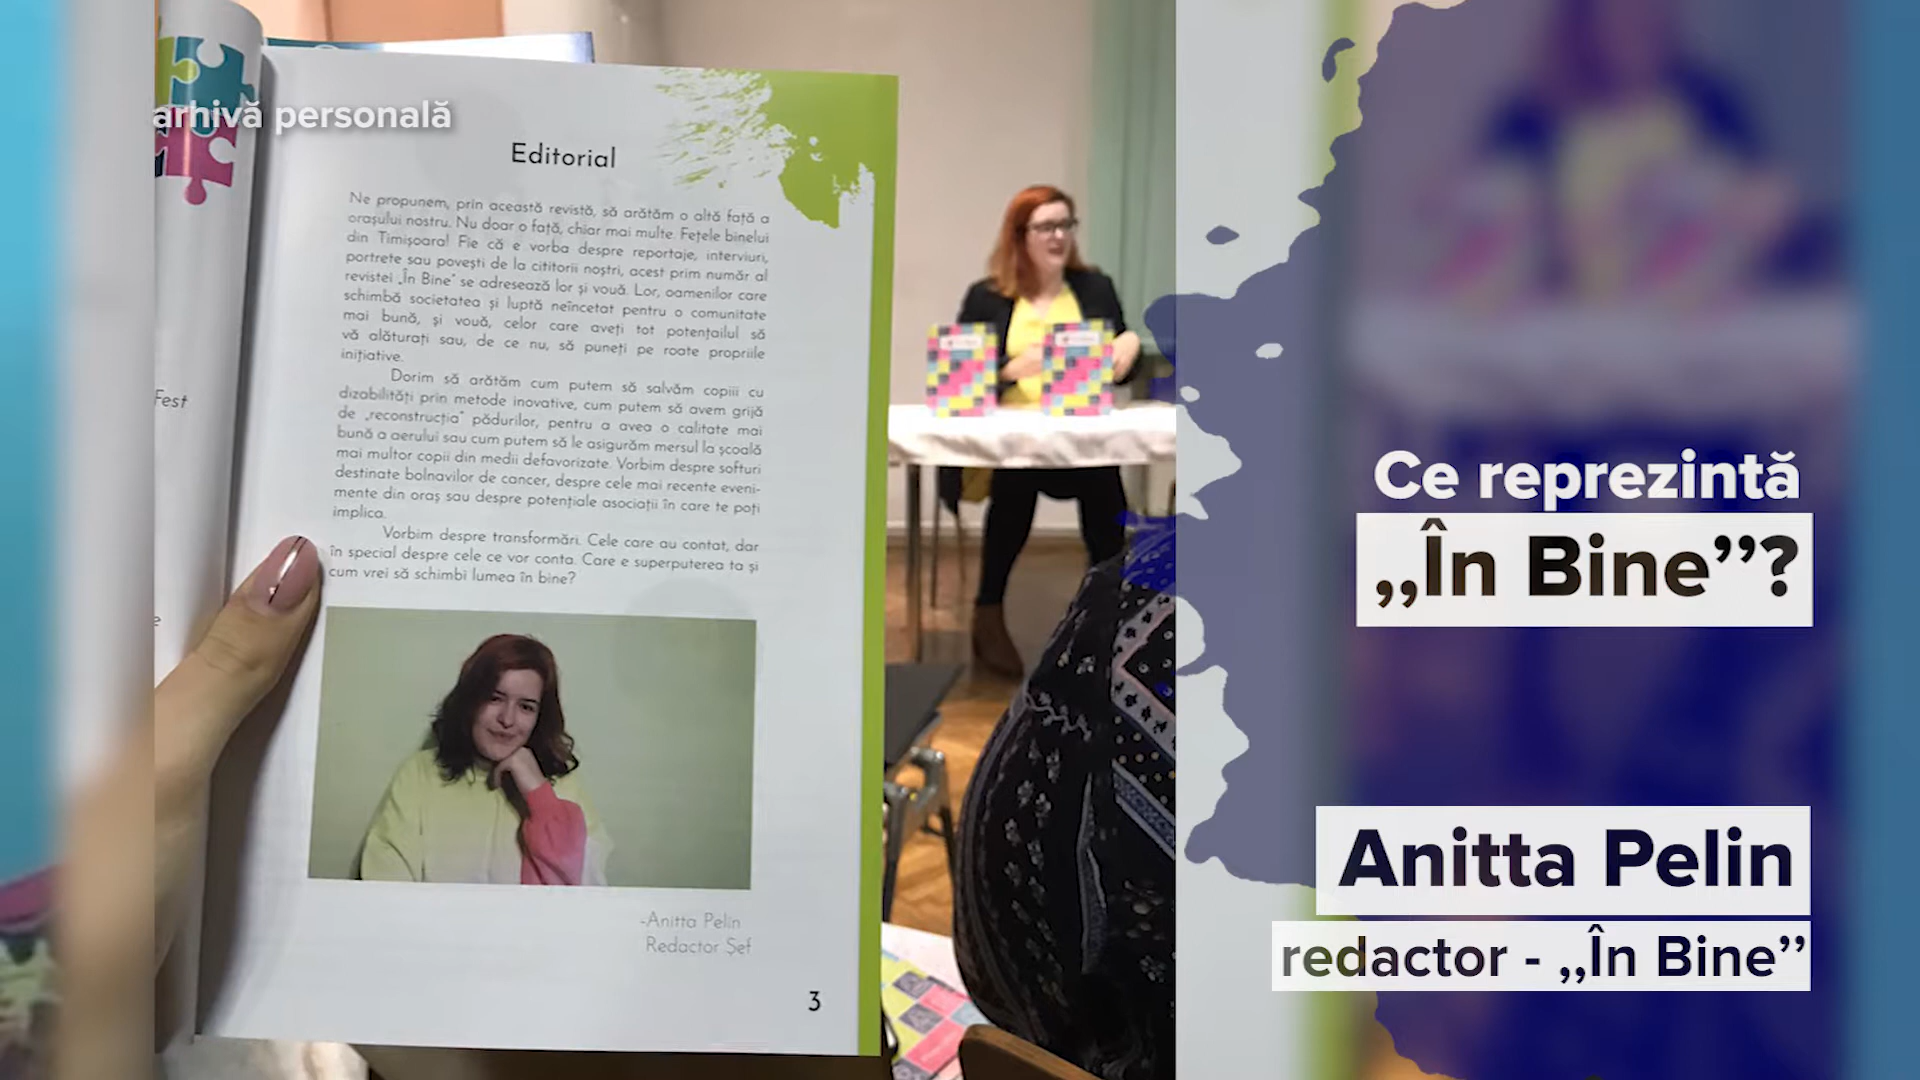 arhivă personală
Editorial
Ne propunem, prin această revistă, să arătăm o altă față a
orașului nostru. Nu doar o față, chiar mai multe. Fețele binelui
din Timișoara! Fie că e vorba despre reportaje, interviuri,
portrete sau povești de la cititorii noștri, acest prim număr al
revistei „În Bine" se adresează lor și vouă. Lor, oamenilor care
schimbă societatea și luptă neîncetat pentru o comunitate
mai bună, și vouă, celor care aveți tot potențailul să
vă alăturați sau, de ce nu, să puneți pe roate propriile
inițiative.
Dorim să arătăm cum putem să salvăm copiii cu
dizabilități prin metode inovative, cum putem să avem grijă
de „reconstrucția" pădurilor, pentru a avea o calitate mai
bună a aerului sau cum putem să le asigurăm mersul la școală
mai multor copii din medii defavorizate. Vorbim despre softuri
destinate bolnavilor de cancer, despre cele mai recente eveni-
mente din oraș sau despre potențiale asociații în care te poți
implica.
Vorbim despre transformări. Cele care au contat, dar
în special despre cele ce vor conta. Care e superputerea ta și
cum vrei să schimbi lumea în bine?
-Anitta Pelin
Redactor Șef
3
Fest
e
Ce reprezintă
,,În Bine”?
Anitta Pelin
redactor - ,,În Bine”